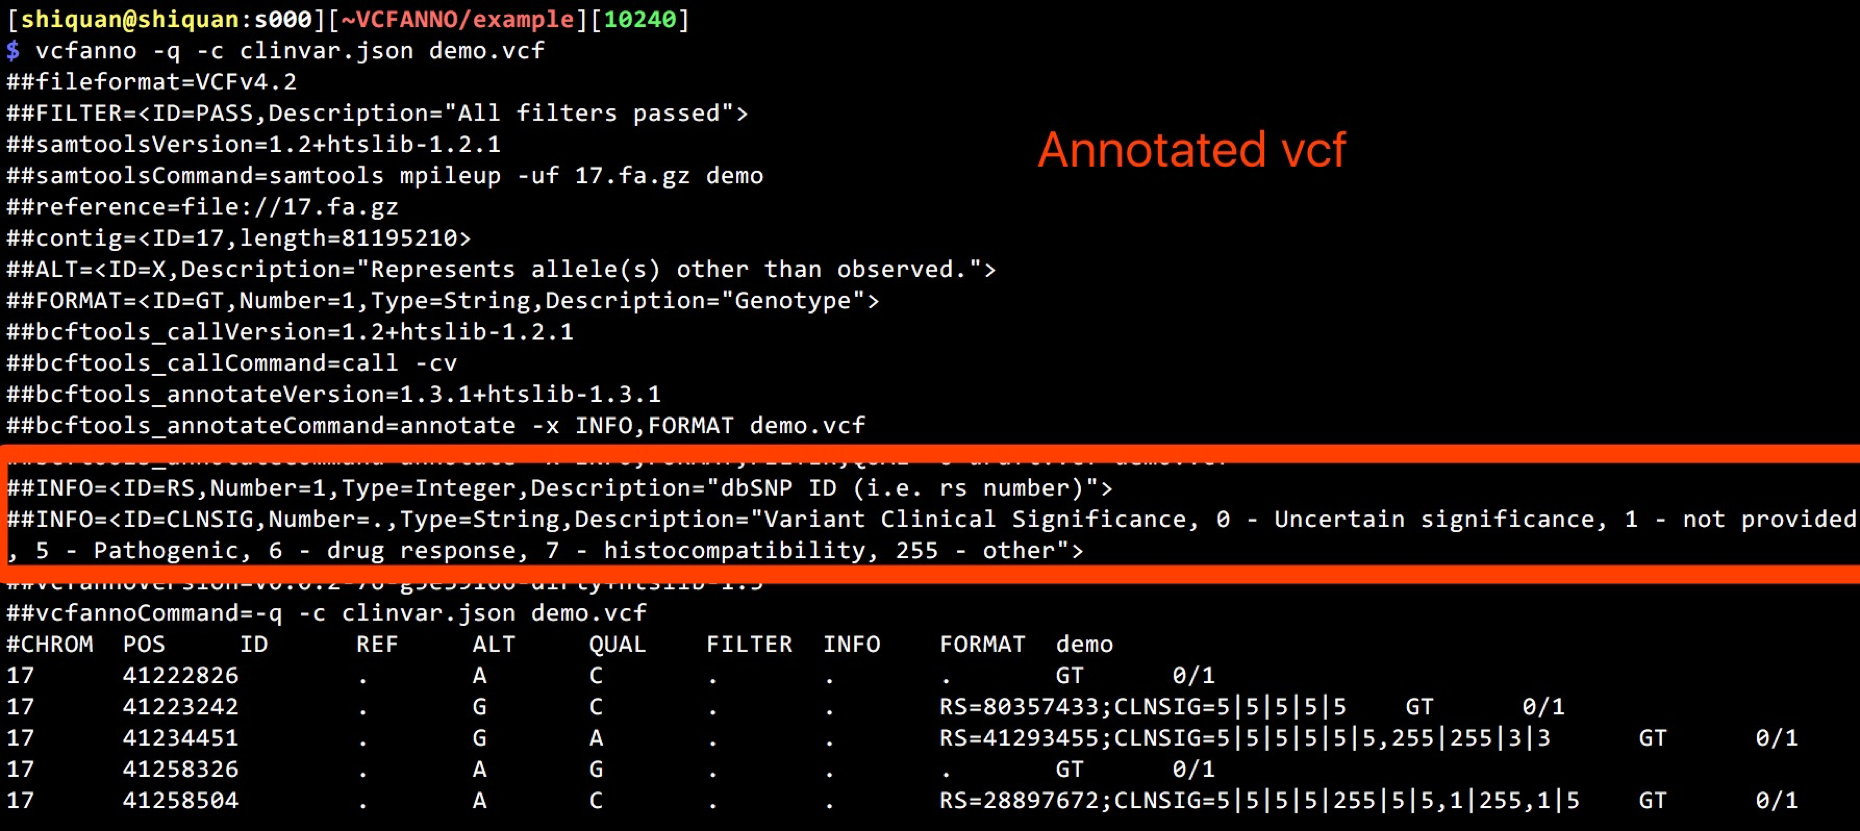 [shiquan@shiquan:s000][~VCFANNO/example][10240]
$ vcfanno -q -c clinvar.json demo.vcf
##fileformat=VCFv4.2
##FILTER=<ID=PASS,Description="All filters passed">
Annotated vcf
##samtoolsVersion=1.2+htslib-1.2.1
##samtoolsCommand=samtools mpileup -uf 17.fa.gz demo
##reference=file://17.fa.gz
##contig=<ID=17,length=81195210>
##ALT=<ID=X,Description="Represents allele(s) other than observed.">
##FORMAT=<ID=GT,Number=1,Type=String,Description="Genotype">
##bcftools_callVersion=1.2+htslib-1.2.1
##bcftools_callCommand=call -cv
##bcftools_annotateVersion=1.3.1+htslib-1.3.1
##bcftools_annotateCommand=annotate -x INFO,FORMAT demo.vcf
##INFO=<ID=RS,Number=1,Type=Integer,Description="dbSNP ID (i.e. rs number)">
##INFO=<ID=CLNSIG,Number=.,Type=String,Description="Variant Clinical Significance, 0 - Uncertain significance, 1 - not provided
, 5 - Pathogenic, 6 - drug response, 7 - histocompatibility, 255 - other">
##vcfannoCommand=-q -c clinvar.json demo.vcf
#CHROM POS ID REF ALT QUAL FILTER INFO FORMAT demo
17 41222826 . A C . . . GT 0/1
17 41223242 . G C . . RS=80357433;CLNSIG=5|5|5|5|5 GT 0/1
17 41234451 . G A . . RS=41293455;CLNSIG=5|5|5|5|5|5,255|255|3|3 GT 0/1
17 41258326 . A G . . . GT 0/1
17 41258504 . A C . . RS=28897672;CLNSIG=5|5|5|5|255|5|5,1|255,1|5 GT 0/1